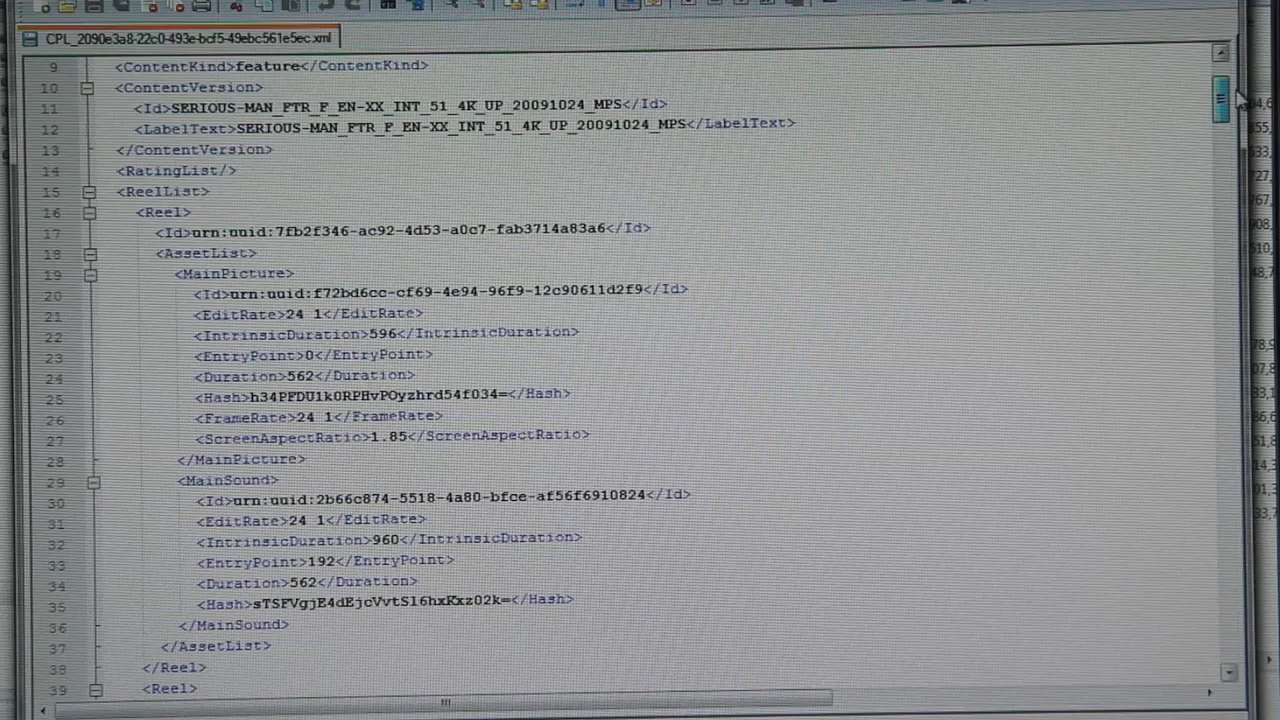 CPL_2090e3a8-22c0-493e-bcf5-49ebc561e5ec.xml
9 <ContentKind>feature</ContentKind>
10 <ContentVersion>
11 <Id>SERIOUS-MAN_FTR_F_EN-XX_INT_51_4K_UP_20091024_MPS</Id>
12 <LabelText>SERIOUS-MAN_FTR_F_EN-XX_INT_51_4K_UP_20091024_MPS</LabelText>
13 </ContentVersion>
14 <RatingList/>
15 <ReelList>
16 <Reel>
17 <Id>urn:uuid:7fb2f346-ac92-4d53-a0c7-fab3714a83a6</Id>
18 <AssetList>
19 <MainPicture>
20 <Id>urn:uuid:f72bd6cc-cf69-4e94-96f9-12c90611d2f9</Id>
21 <EditRate>24 1</EditRate>
22 <IntrinsicDuration>596</IntrinsicDuration>
23 <EntryPoint>0</EntryPoint>
24 <Duration>562</Duration>
25 <Hash>h34PFDU1k0RPHvPOyzhrd54f034=</Hash>
26 <FrameRate>24 1</FrameRate>
27 <ScreenAspectRatio>1.85</ScreenAspectRatio>
28 </MainPicture>
29 <MainSound>
30 <Id>urn:uuid:2b66c874-5518-4a80-bfce-af56f6910824</Id>
31 <EditRate>24 1</EditRate>
32 <IntrinsicDuration>960</IntrinsicDuration>
33 <EntryPoint>192</EntryPoint>
34 <Duration>562</Duration>
35 <Hash>sTSFVgjE4dEjcVvtSl6hxKxz02k=</Hash>
36 </MainSound>
37 </AssetList>
38 </Reel>
39 <Reel>